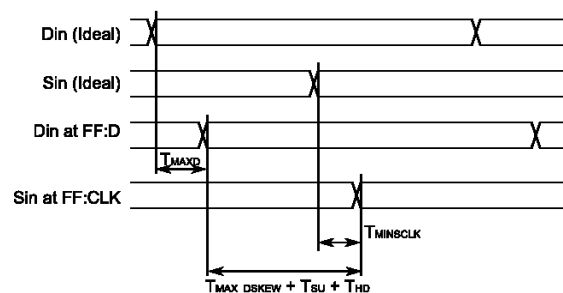 Din (Ideal)
Sin (Ideal)
Din at FF:D
TMAXD
Sin at FF:CLK
TMINSCLK
TMAX DSKEW + TSU + THD